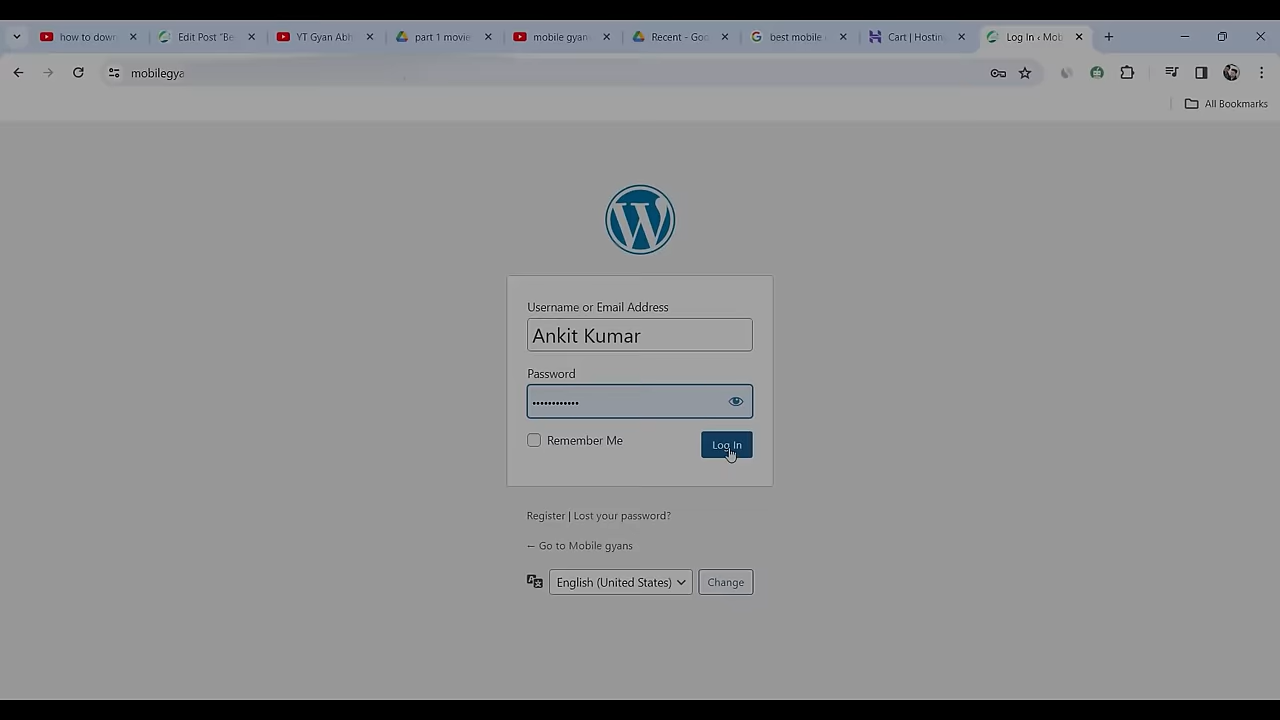 how to down
Edit Post "Be
YT Gyan Abh
part 1 movie
mobile gyan
Recent - Goo
best mobile
Cart | Hostin
Log In ‹ Mob
mobilegya
All Bookmarks
Username or Email Address
Ankit Kumar
Password
Remember Me
Log In
Register | Lost your password?
← Go to Mobile gyans
English (United States)
Change